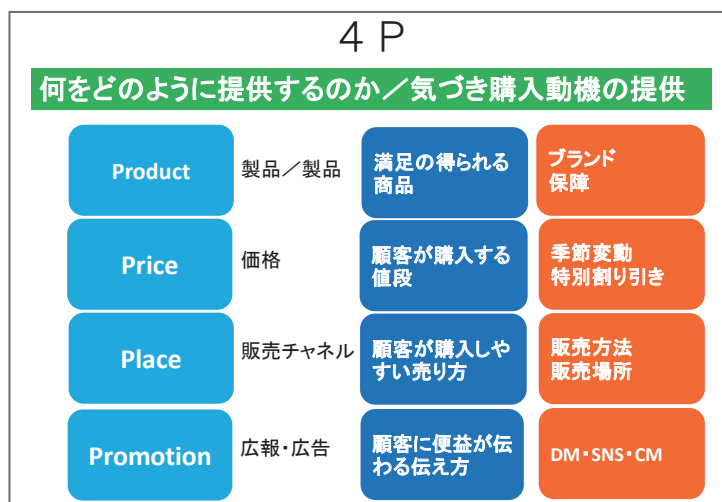 ４Ｐ
何をどのように提供するのか／気づき購入動機の提供
Product
製品／製品
満足の得られる
商品
ブランド
保障
Price
価格
顧客が購入する
値段
季節変動
特別割り引き
Place
販売チャネル
顧客が購入しや
すい売り方
販売方法
販売場所
Promotion
広報・広告
顧客に便益が伝
わる伝え方
DM・SNS・CM